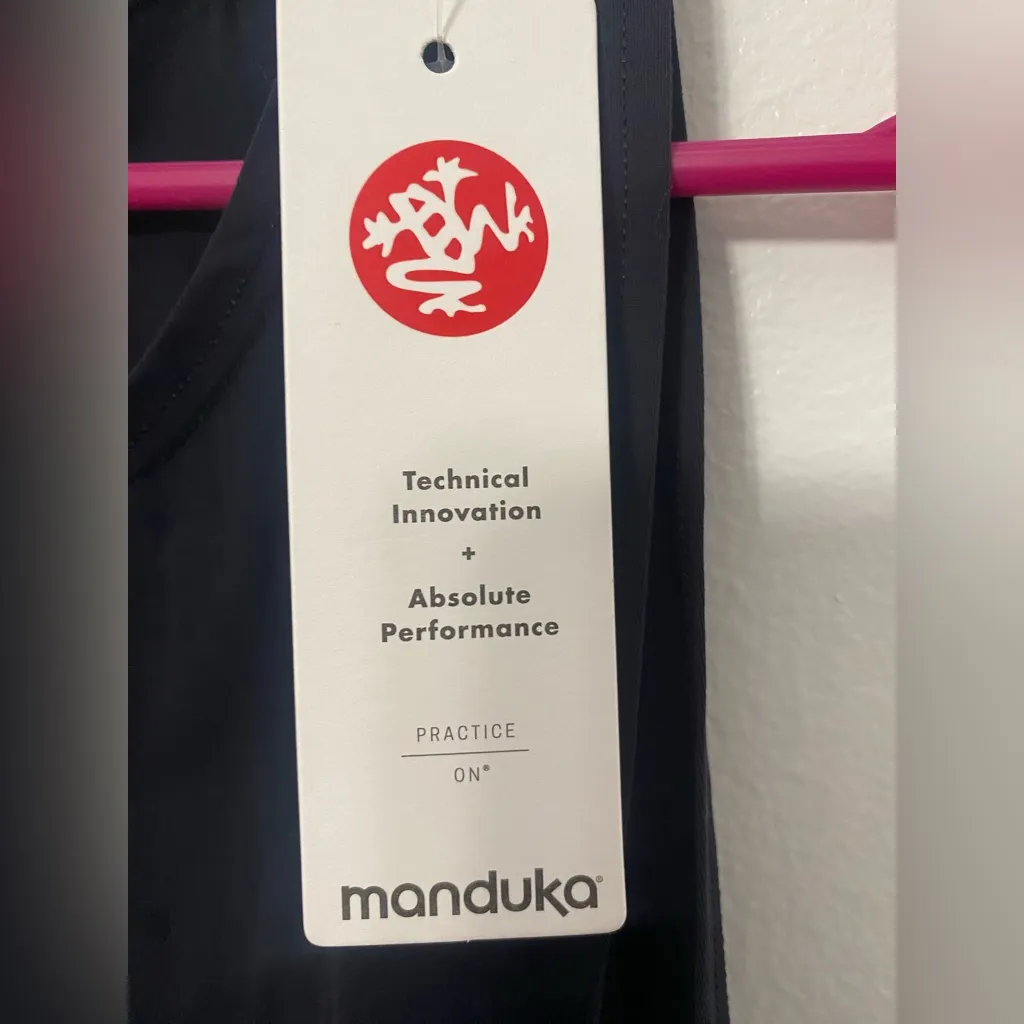 Technical
Innovation
+
Absolute
Performance
PRACTICE
ON®
manduka®